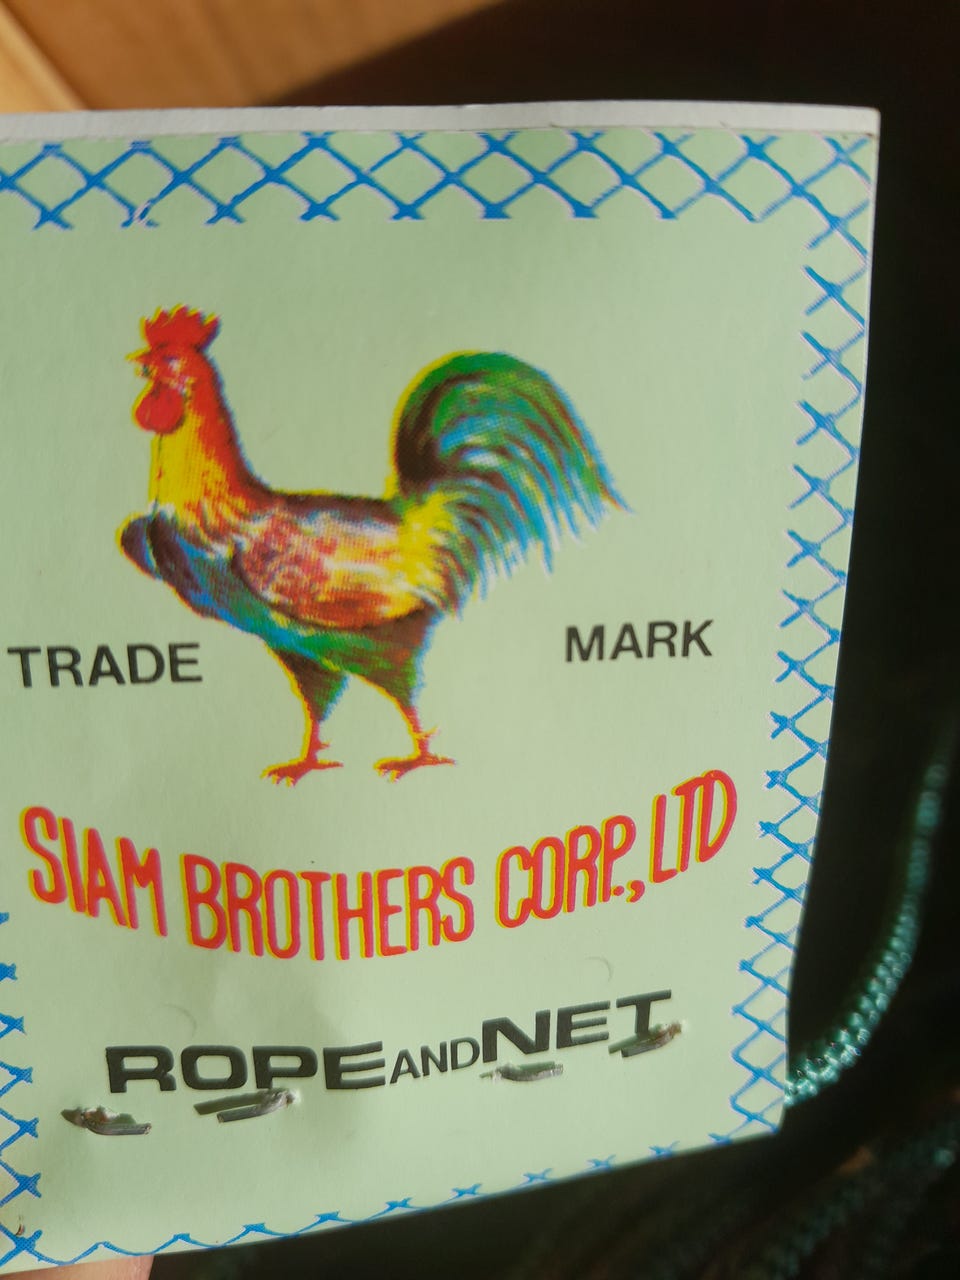 TRADE MARK
SIAM BROTHERS CORP., LTD
ROPE AND NET